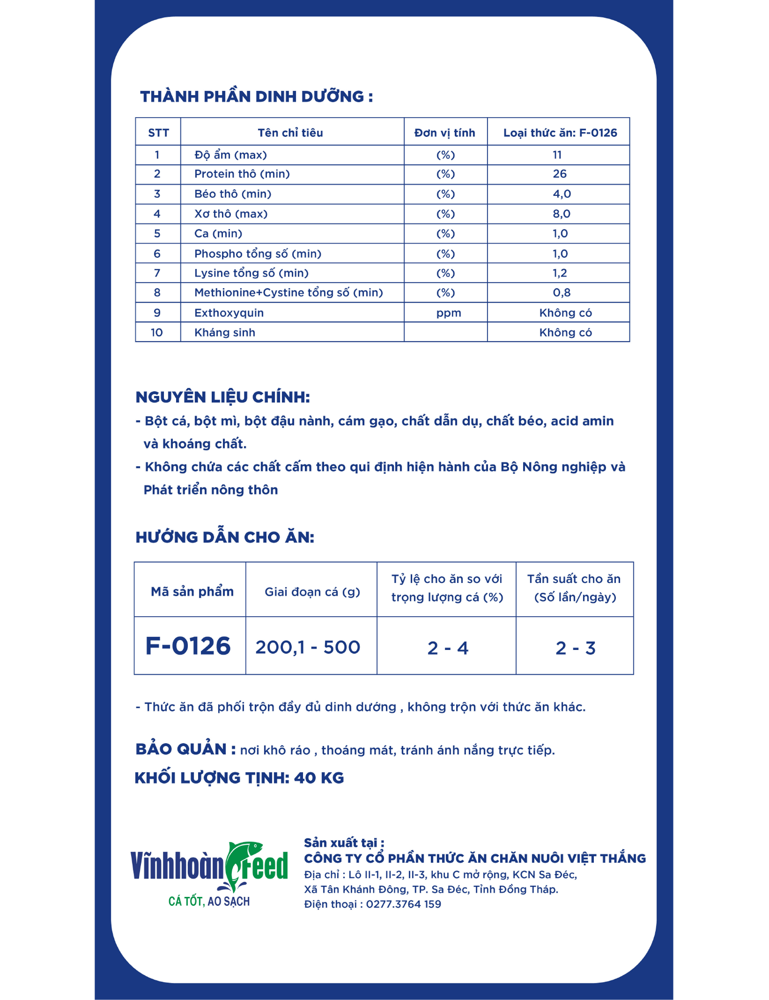 THÀNH PHẦN DINH DƯỠNG :
STT Tên chỉ tiêu Đơn vị tính Loại thức ăn: F-0126
1 Độ ẩm (max) (%) 11
2 Protein thô (min) (%) 26
3 Béo thô (min) (%) 4,0
4 Xơ thô (max) (%) 8,0
5 Ca (min) (%) 1,0
6 Phospho tổng số (min) (%) 1,0
7 Lysine tổng số (min) (%) 1,2
8 Methionine+Cystine tổng số (min) (%) 0,8
9 Exthoxyquin ppm Không có
10 Kháng sinh Không có
NGUYÊN LIỆU CHÍNH:
- Bột cá, bột mì, bột đậu nành, cám gạo, chất dẫn dụ, chất béo, acid amin
và khoáng chất.
- Không chứa các chất cấm theo qui định hiện hành của Bộ Nông nghiệp và
Phát triển nông thôn
HƯỚNG DẪN CHO ĂN:
Mã sản phẩm Giai đoạn cá (g) Tỷ lệ cho ăn so với trọng lượng cá (%) Tần suất cho ăn (Số lần/ngày)
F-0126 200,1 - 500 2 - 4 2 - 3
- Thức ăn đã phối trộn đầy đủ dinh dướng , không trộn với thức ăn khác.
BẢO QUẢN : nơi khô ráo , thoáng mát, tránh ánh nắng trực tiếp.
KHỐI LƯỢNG TỊNH: 40 KG
Vĩnhhoàn Feed
CÁ TỐT, AO SẠCH
Sản xuất tại :
CÔNG TY CỔ PHẦN THỨC ĂN CHĂN NUÔI VIỆT THẮNG
Địa chỉ : Lô II-1, II-2, II-3, khu C mở rộng, KCN Sa Đéc,
Xã Tân Khánh Đông, TP. Sa Đéc, Tỉnh Đồng Tháp.
Điện thoại : 0277.3764 159